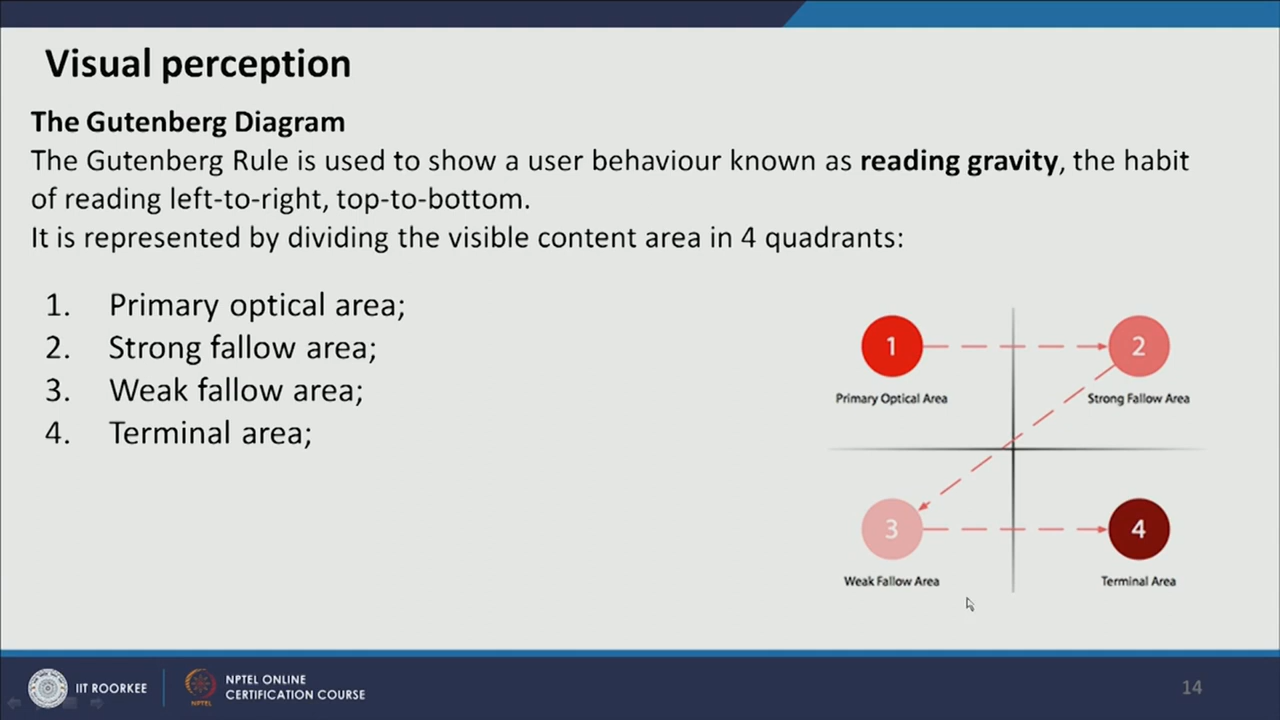 Visual perception
The Gutenberg Diagram
The Gutenberg Rule is used to show a user behaviour known as reading gravity, the habit
of reading left-to-right, top-to-bottom.
It is represented by dividing the visible content area in 4 quadrants:
1. Primary optical area;
2. Strong fallow area;
3. Weak fallow area;
4. Terminal area;
1
2
Primary Optical Area
Strong Fallow Area
3
4
Weak Fallow Area
Terminal Area
IIT ROORKEE
NPTEL
NPTEL ONLINE
CERTIFICATION COURSE
14